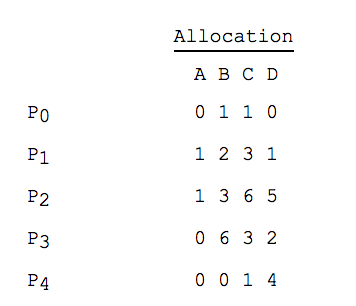 Allocation
A B C D
P0 0 1 1 0
P1 1 2 3 1
P2 1 3 6 5
P3 0 6 3 2
P4 0 0 1 4